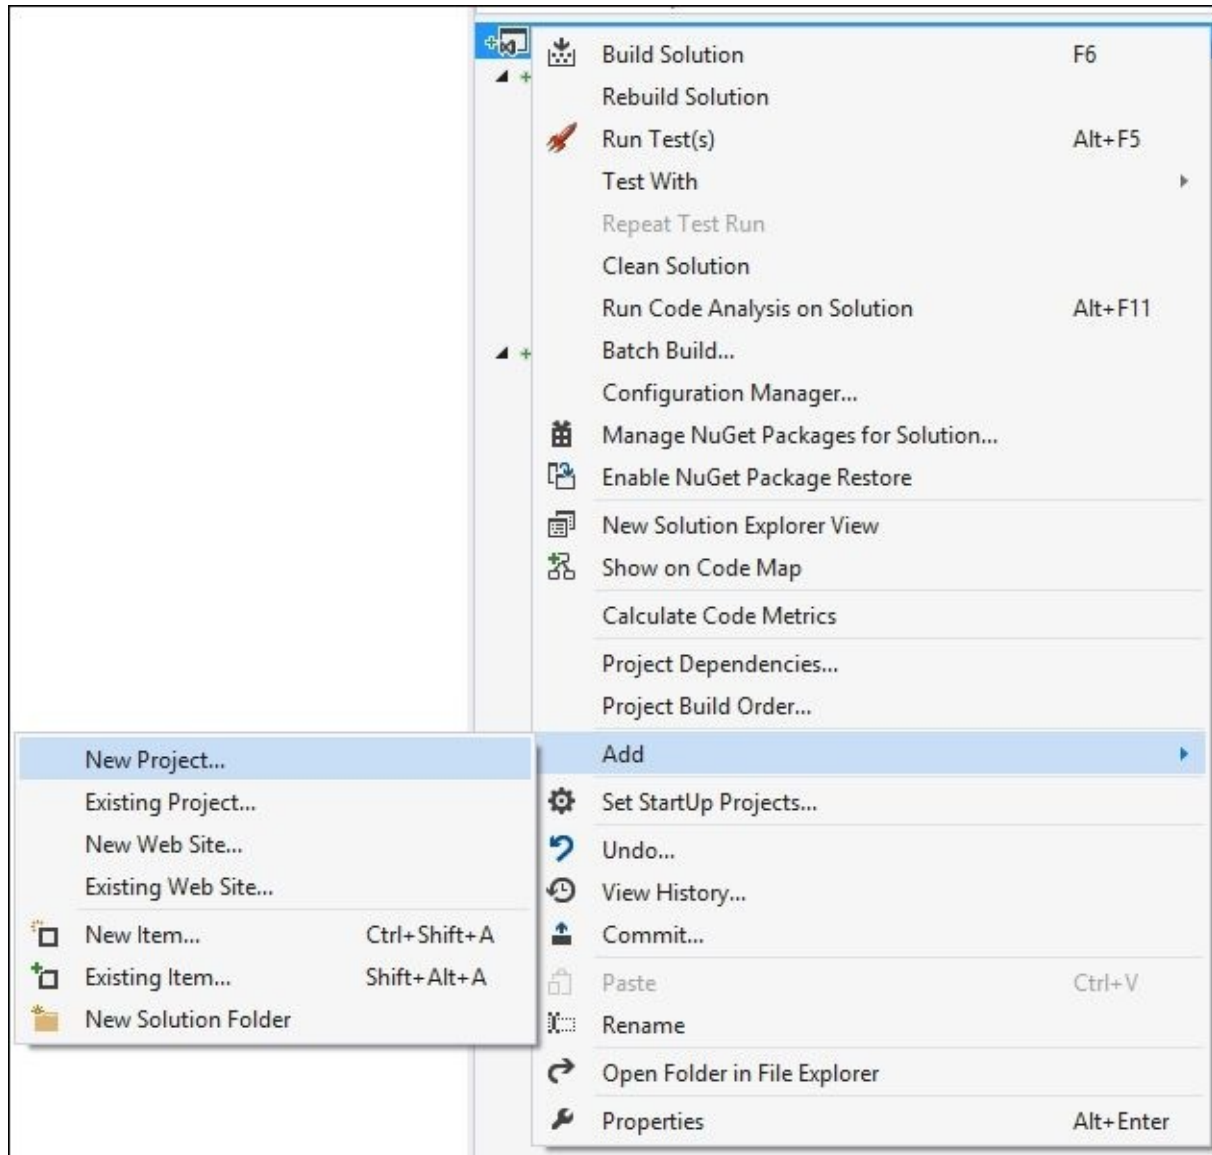 Build Solution F6
Rebuild Solution
Run Test(s) Alt+F5
Test With
Repeat Test Run
Clean Solution
Run Code Analysis on Solution Alt+F11
Batch Build...
Configuration Manager...
Manage NuGet Packages for Solution...
Enable NuGet Package Restore
New Solution Explorer View
Show on Code Map
Calculate Code Metrics
Project Dependencies...
Project Build Order...
Add
Set StartUp Projects...
Undo...
View History...
Commit...
Paste Ctrl+V
Rename
Open Folder in File Explorer
Properties Alt+Enter
New Project...
Existing Project...
New Web Site...
Existing Web Site...
New Item... Ctrl+Shift+A
Existing Item... Shift+Alt+A
New Solution Folder